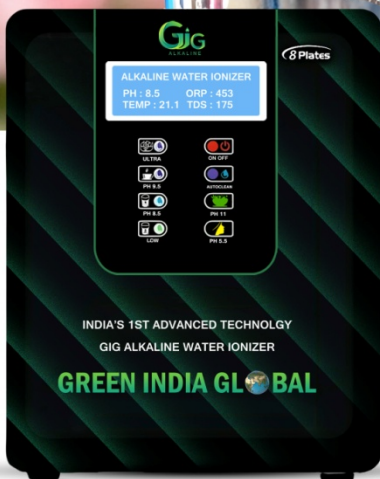 GiG
ALKALINE
8 Plates
ALKALINE WATER IONIZER
PH : 8.5 ORP : 453
TEMP : 21.1 TDS : 175
ULTRA
ON OFF
PH 9.5
AUTOCLEAN
PH 8.5
PH 11
LOW
PH 5.5
INDIA'S 1ST ADVANCED TECHNOLGY
GIG ALKALINE WATER IONIZER
GREEN INDIA GLOBAL